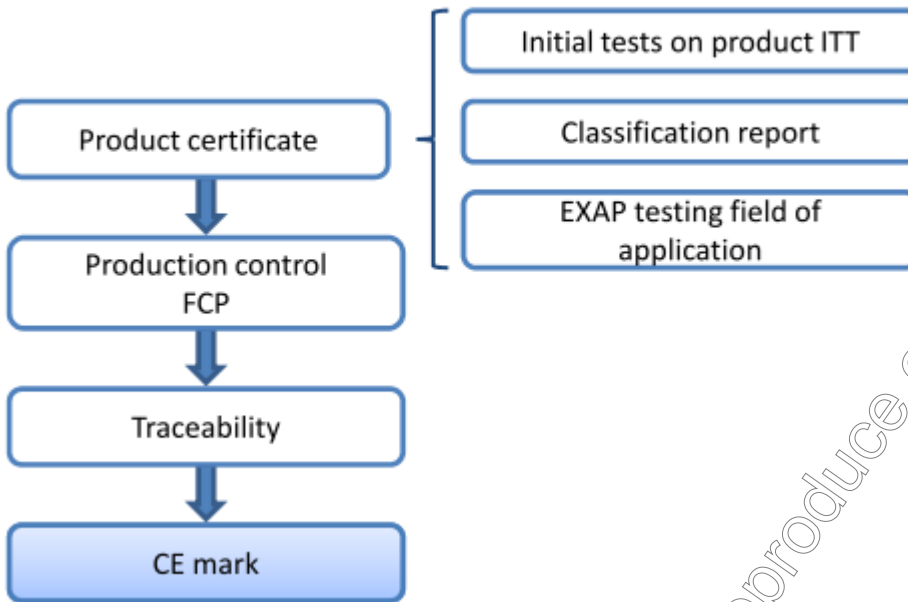 Initial tests on product ITT
Product certificate
Classification report
EXAP testing field of
application
Production control
FCP
Traceability
CE mark